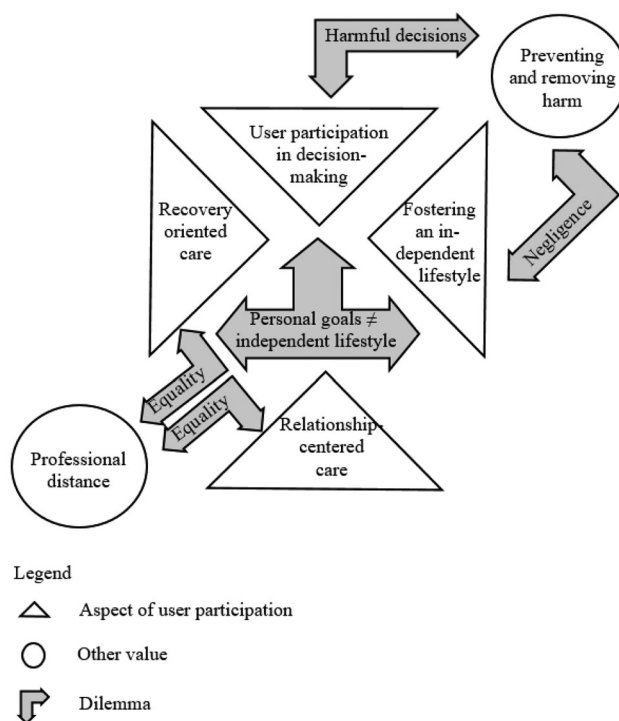 Harmful decisions
Preventing
and removing
harm
User participation
in decision-
making
Recovery
oriented
care
Fostering
an in-
dependent
lifestyle
Negligence
Personal goals ≠
independent lifestyle
Equality
Equality
Relationship-
centered
care
Professional
distance
Legend
Aspect of user participation
Other value
Dilemma